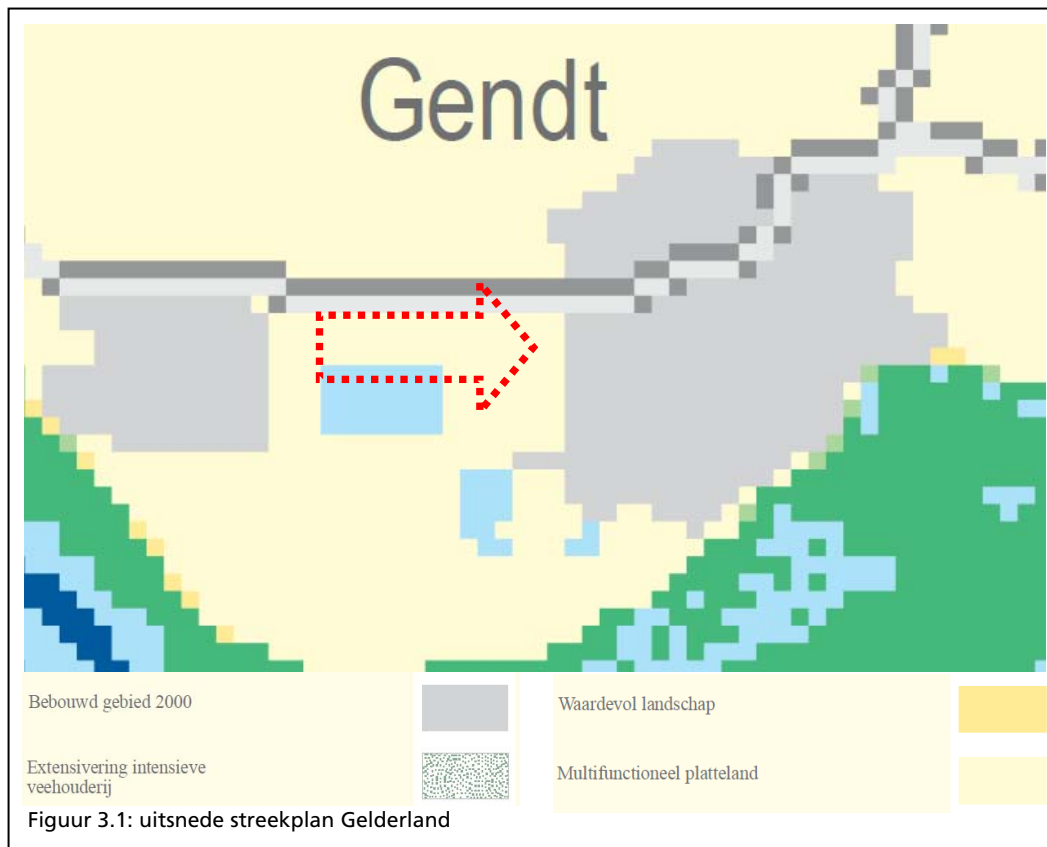 Gendt
Bebouwd gebied 2000
Waardevol landschap
Extensivering intensieve
veehouderij
Multifunctioneel platteland
Figuur 3.1: uitsnede streekplan Gelderland